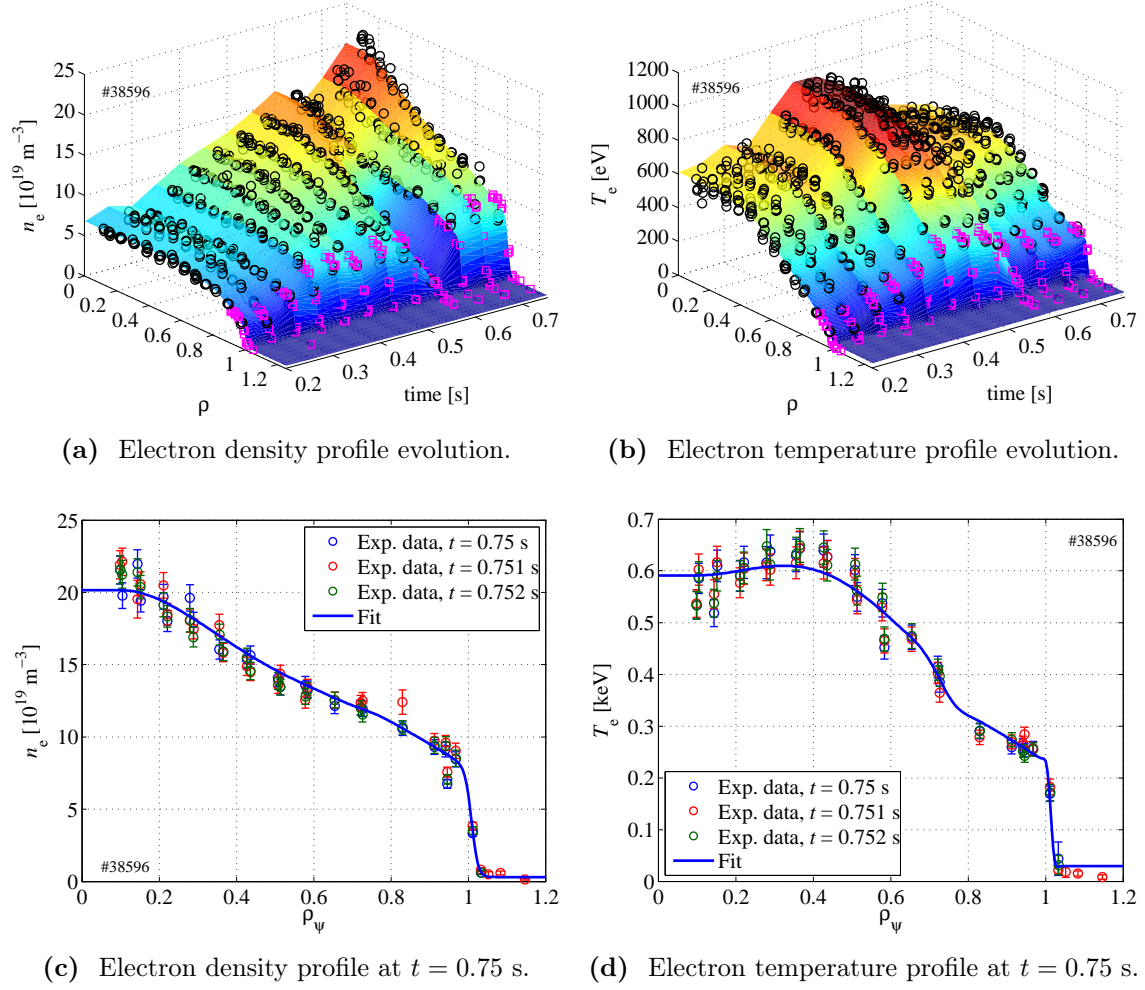 25
20
15
10
5
0
n_e [10^19 m^−3]
#38596
0
0.2
0.4
0.6
0.8
1
1.2
ρ
0.2
0.3
0.4
0.5
0.6
0.7
time [s]
1200
1000
800
600
400
200
0
T_e [eV]
#38596
0
0.2
0.4
0.6
0.8
1
1.2
ρ
0.2
0.3
0.4
0.5
0.6
0.7
time [s]
(a) Electron density profile evolution.
(b) Electron temperature profile evolution.
25
20
15
10
5
0
n_e [10^19 m^−3]
Exp. data, t = 0.75 s
Exp. data, t = 0.751 s
Exp. data, t = 0.752 s
Fit
#38596
0 0.2 0.4 0.6 0.8 1 1.2
ρ_ψ
0.7
0.6
0.5
0.4
0.3
0.2
0.1
0
T_e [keV]
#38596
Exp. data, t = 0.75 s
Exp. data, t = 0.751 s
Exp. data, t = 0.752 s
Fit
0 0.2 0.4 0.6 0.8 1 1.2
ρ_ψ
(c) Electron density profile at t = 0.75 s.
(d) Electron temperature profile at t = 0.75 s.